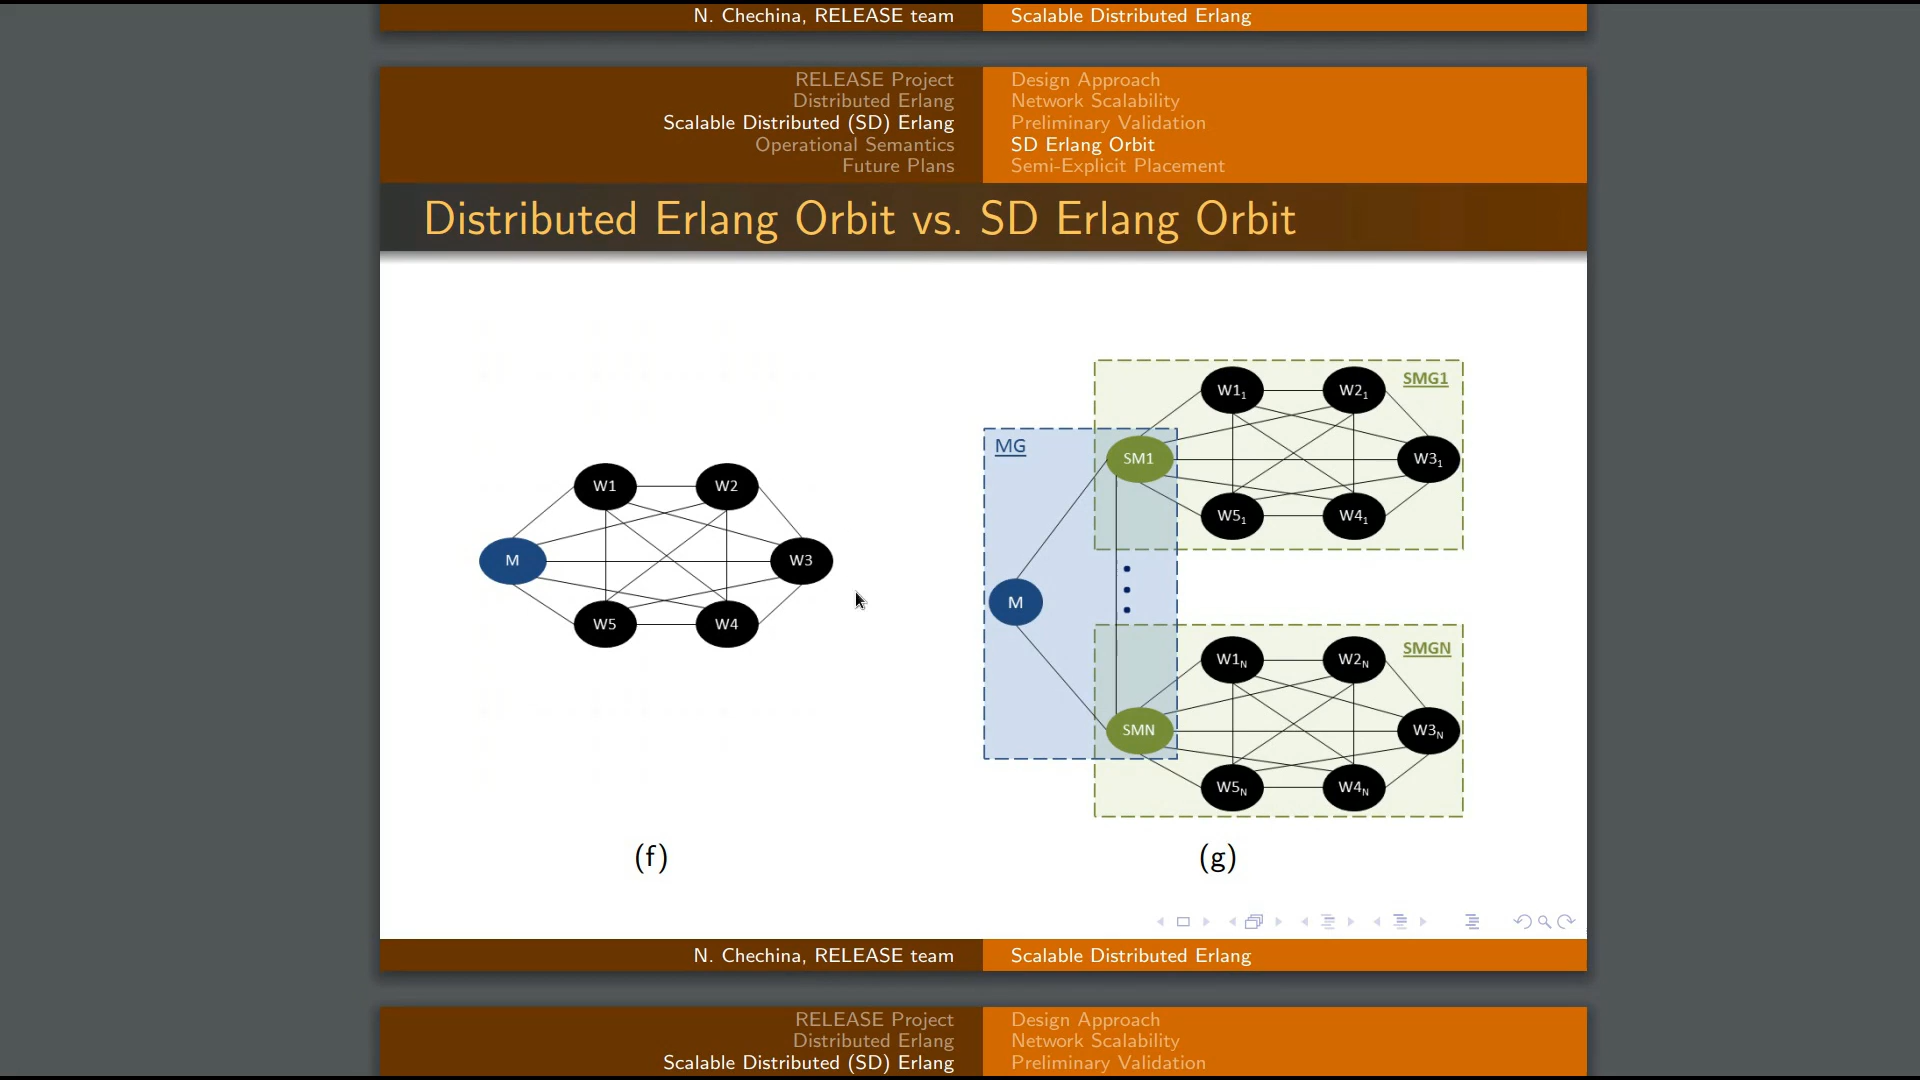 N. Chechina, RELEASE team
Scalable Distributed Erlang
RELEASE Project
Distributed Erlang
Scalable Distributed (SD) Erlang
Operational Semantics
Future Plans
Design Approach
Network Scalability
Preliminary Validation
SD Erlang Orbit
Semi-Explicit Placement
Distributed Erlang Orbit vs. SD Erlang Orbit
W1
W2
M
W3
W5
W4
(f)
MG
SMG1
W1₁
W2₁
SM1
W3₁
W5₁
W4₁
M
SMGN
W1N
W2N
SMN
W3N
W5N
W4N
(g)
N. Chechina, RELEASE team
Scalable Distributed Erlang
RELEASE Project
Distributed Erlang
Scalable Distributed (SD) Erlang
Design Approach
Network Scalability
Preliminary Validation